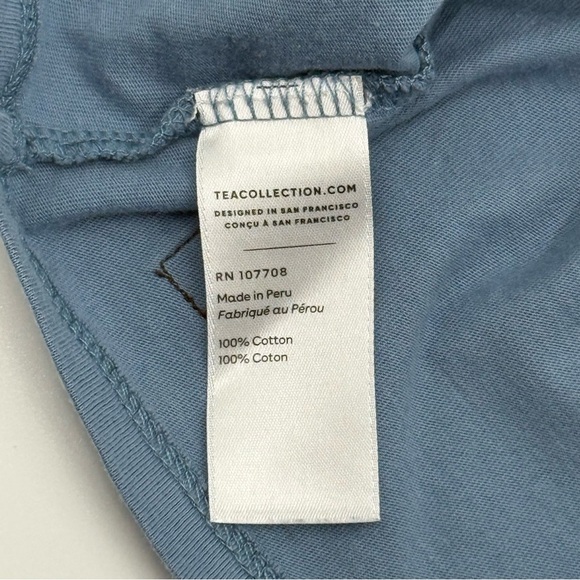 TEACOLLECTION.COM
DESIGNED IN SAN FRANCISCO
CONÇU À SAN FRANCISCO
RN 107708
Made in Peru
Fabriqué au Pérou
100% Cotton
100% Coton